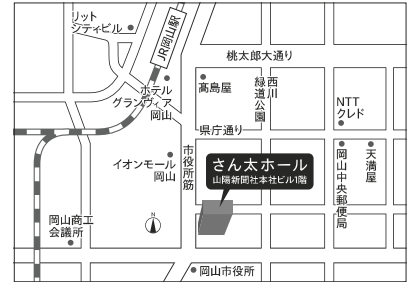 リット
シティビル
JR岡山駅
桃太郎大通り
ホテル
グランヴィア
岡山
髙島屋
西川
緑道公園
NTT
クレド
県庁通り
市役所筋
イオンモール
岡山
さん太ホール
山陽新聞社本社ビル1階
岡山中央郵便局
天満屋
岡山商工
会議所
N
岡山市役所